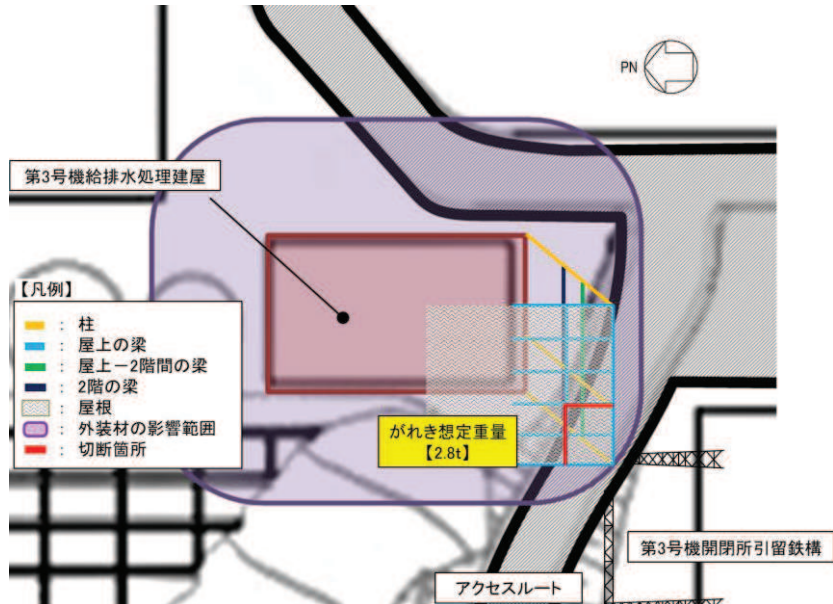 PN
第3号機給排水処理建屋
【凡例】
： 柱
： 屋上の梁
： 屋上－2階間の梁
： 2階の梁
： 屋根
： 外装材の影響範囲
： 切断箇所
がれき想定重量
【2.8t】
第3号機開閉所引留鉄構
アクセスルート